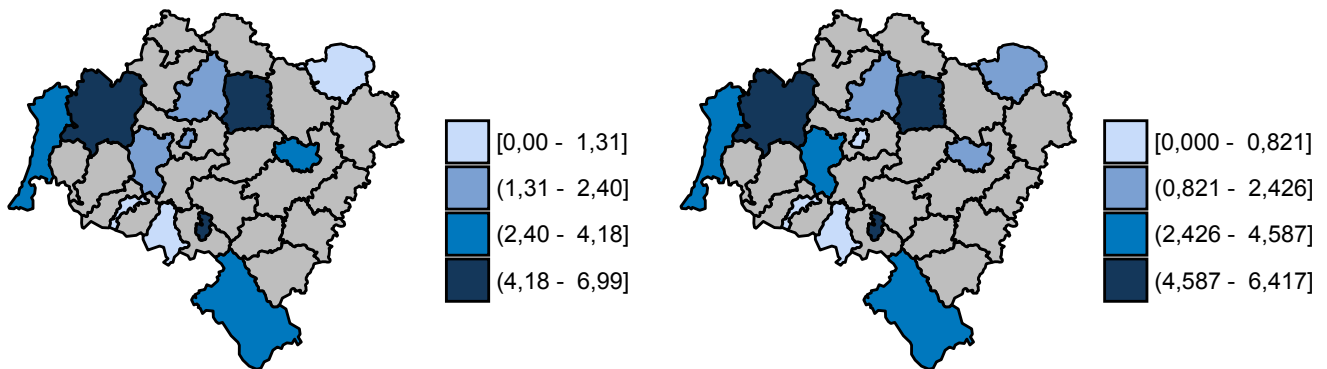 [0,00 - 1,31]
(1,31 - 2,40]
(2,40 - 4,18]
(4,18 - 6,99]
[0,000 - 0,821]
(0,821 - 2,426]
(2,426 - 4,587]
(4,587 - 6,417]